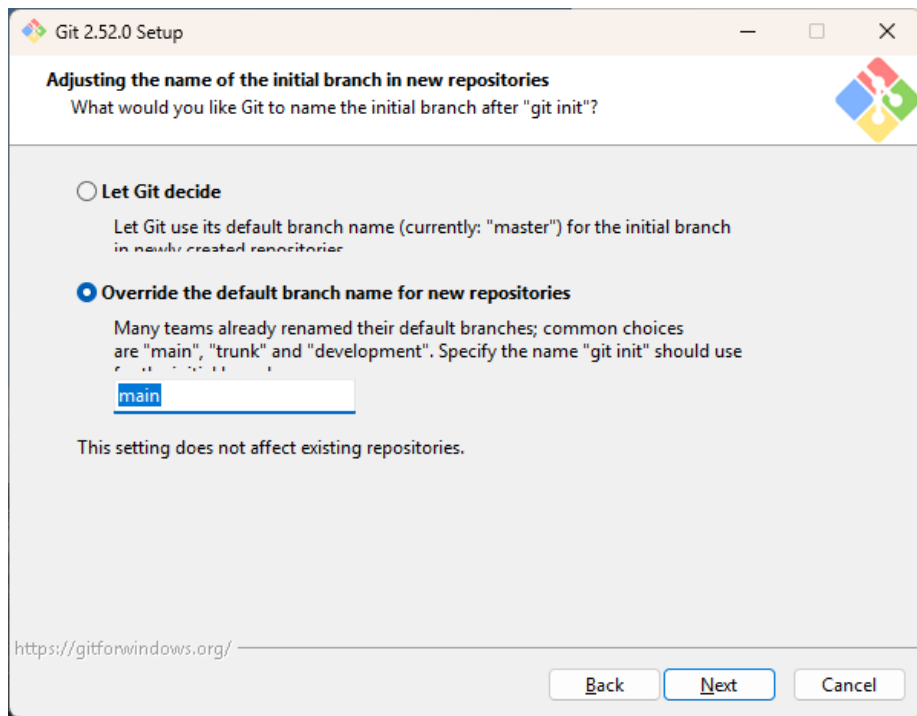 Git 2.52.0 Setup
Adjusting the name of the initial branch in new repositories
What would you like Git to name the initial branch after "git init"?
Let Git decide
Let Git use its default branch name (currently: "master") for the initial branch
in newly created repositories.
Override the default branch name for new repositories
Many teams already renamed their default branches; common choices
are "main", "trunk" and "development". Specify the name "git init" should use
main
This setting does not affect existing repositories.
https://gitforwindows.org/
Back
Next
Cancel